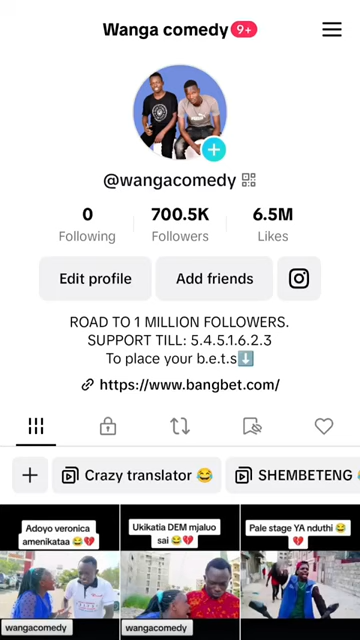 Wanga comedy 9+
@wangacomedy
0 700.5K 6.5M
Following Followers Likes
Edit profile Add friends
ROAD TO 1 MILLION FOLLOWERS.
SUPPORT TILL: 5.4.5.1.6.2.3
To place your b.e.t.s⬇️
https://www.bangbet.com/
Crazy translator 😂 SHEMBETENG
Adoyo veronica
amenikataa 😂💔
wangacomedy
Ukikatia DEM mjaluo
sai 😂💔
wangacomedy
Pale stage YA nduthi 😂
💔